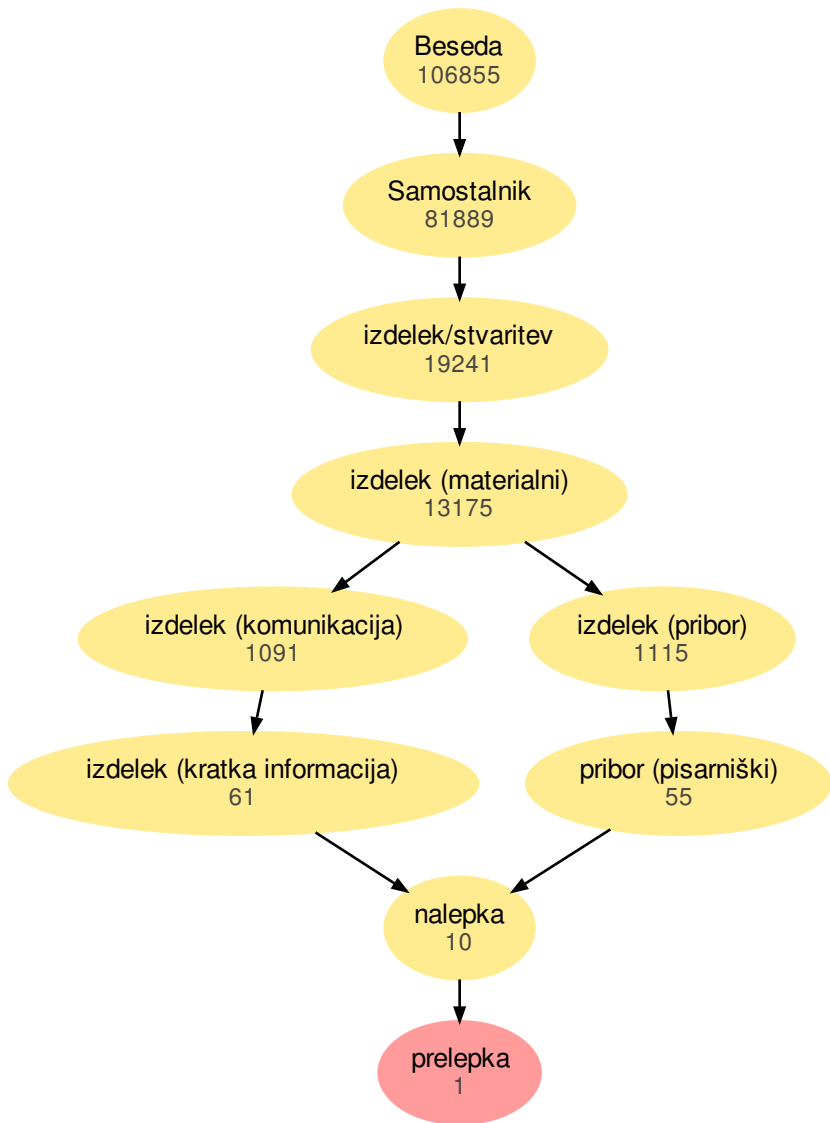 Beseda
106855
Samostalnik
81889
izdelek/stvaritev
19241
izdelek (materialni)
13175
izdelek (komunikacija)
1091
izdelek (pribor)
1115
izdelek (kratka informacija)
61
pribor (pisarniški)
55
nalepka
10
prelepka
1